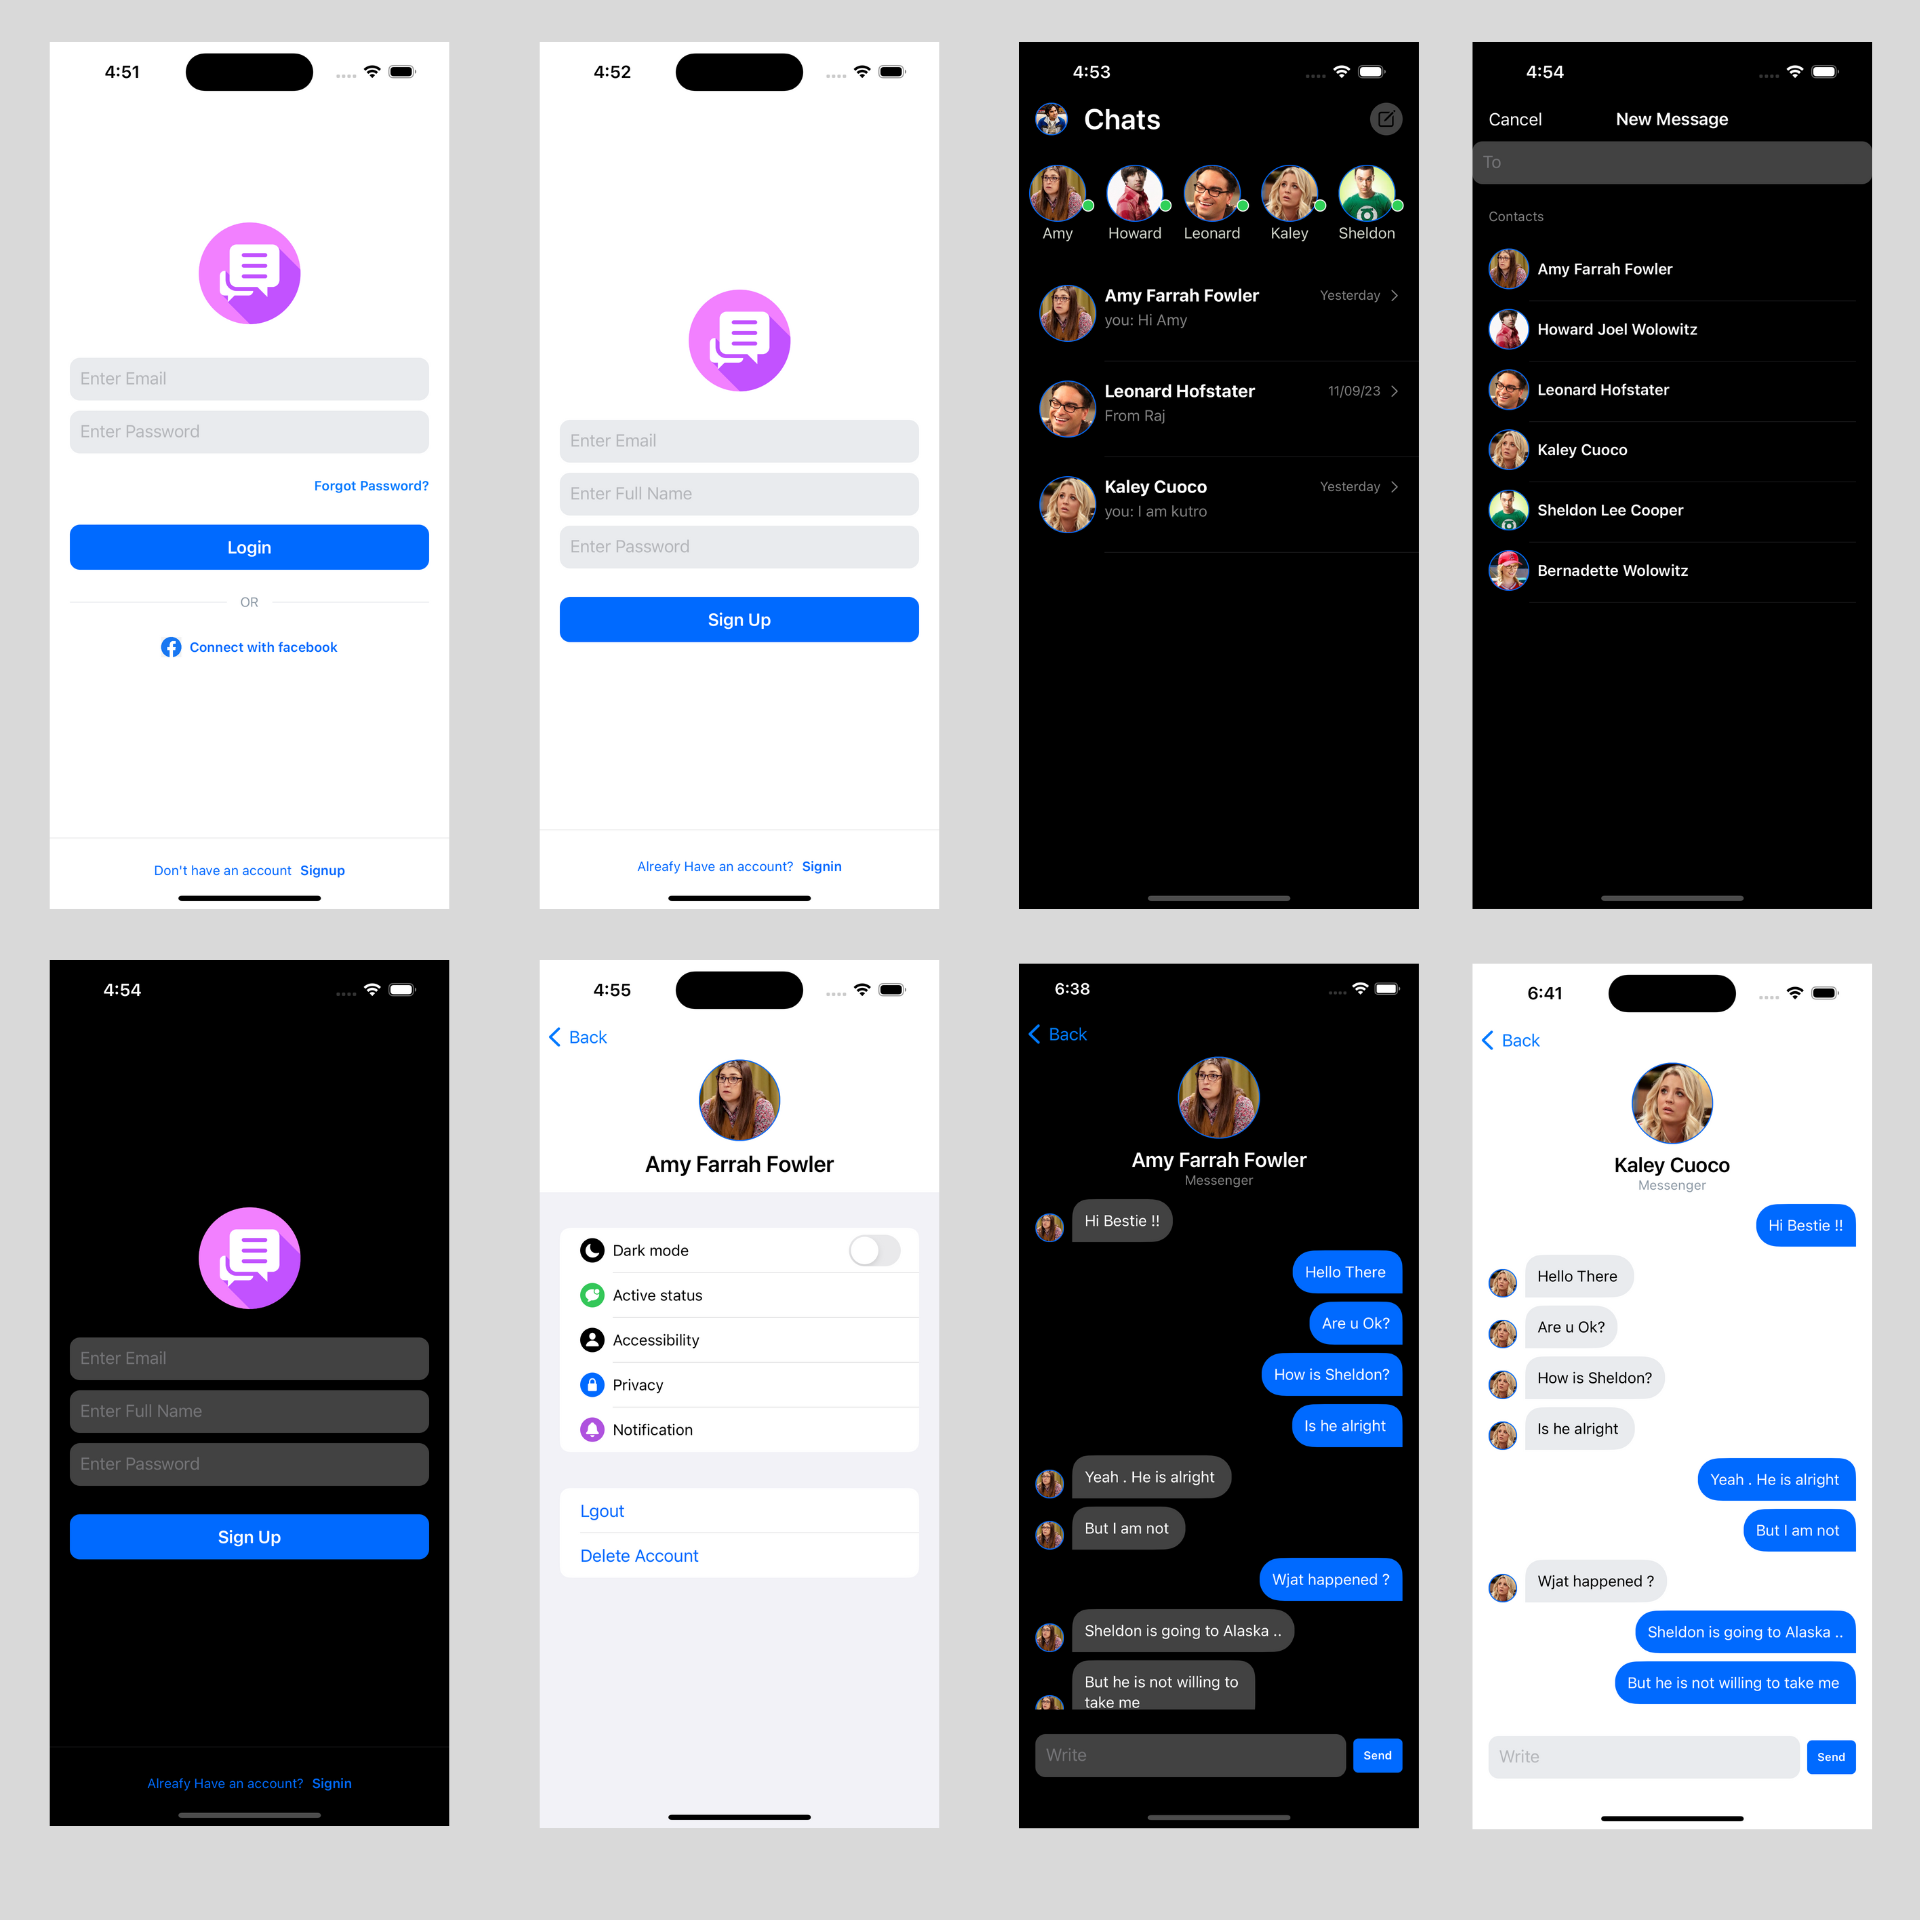 4:51
Enter Email
Enter Password
Forgot Password?
Login
OR
Connect with facebook
Don't have an account Signup
4:52
Enter Email
Enter Full Name
Enter Password
Sign Up
Alreafy Have an account? Signin
4:53
Chats
Amy Howard Leonard Kaley Sheldon
Amy Farrah Fowler Yesterday
you: Hi Amy
Leonard Hofstater 11/09/23
From Raj
Kaley Cuoco Yesterday
you: I am kutro
4:54
Cancel New Message
To
Contacts
Amy Farrah Fowler
Howard Joel Wolowitz
Leonard Hofstater
Kaley Cuoco
Sheldon Lee Cooper
Bernadette Wolowitz
4:54
Enter Email
Enter Full Name
Enter Password
Sign Up
Alreafy Have an account? Signin
4:55
Back
Amy Farrah Fowler
Dark mode
Active status
Accessibility
Privacy
Notification
Lgout
Delete Account
6:38
Back
Amy Farrah Fowler
Messenger
Hi Bestie !!
Hello There
Are u Ok?
How is Sheldon?
Is he alright
Yeah . He is alright
But I am not
Wjat happened ?
Sheldon is going to Alaska ..
But he is not willing to
take me
Write Send
6:41
Back
Kaley Cuoco
Messenger
Hi Bestie !!
Hello There
Are u Ok?
How is Sheldon?
Is he alright
Yeah . He is alright
But I am not
Wjat happened ?
Sheldon is going to Alaska ..
But he is not willing to take me
Write Send